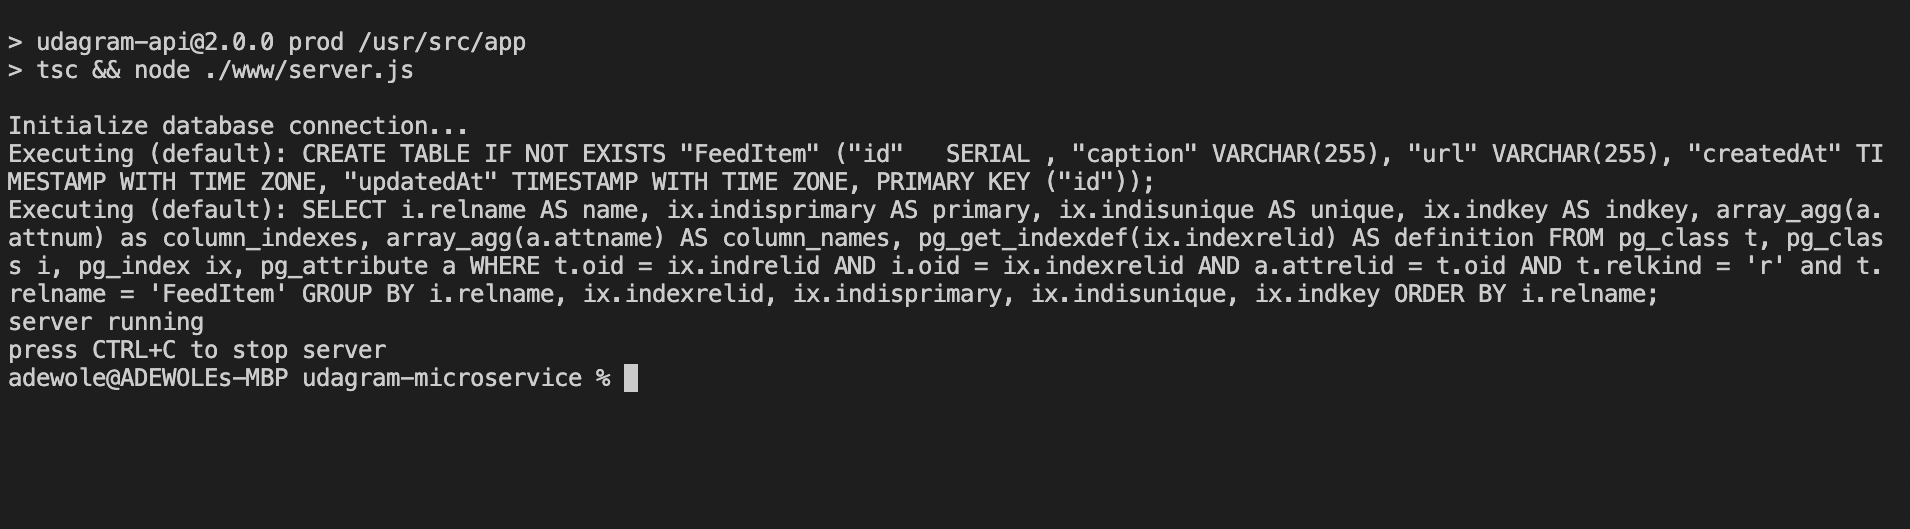 > udagram-api@2.0.0 prod /usr/src/app
> tsc && node ./www/server.js
Initialize database connection...
Executing (default): CREATE TABLE IF NOT EXISTS "FeedItem" ("id"   SERIAL , "caption" VARCHAR(255), "url" VARCHAR(255), "createdAt" TI
MESTAMP WITH TIME ZONE, "updatedAt" TIMESTAMP WITH TIME ZONE, PRIMARY KEY ("id"));
Executing (default): SELECT i.relname AS name, ix.indisprimary AS primary, ix.indisunique AS unique, ix.indkey AS indkey, array_agg(a.
attnum) as column_indexes, array_agg(a.attname) AS column_names, pg_get_indexdef(ix.indexrelid) AS definition FROM pg_class t, pg_clas
s i, pg_index ix, pg_attribute a WHERE t.oid = ix.indrelid AND i.oid = ix.indexrelid AND a.attrelid = t.oid AND t.relkind = 'r' and t.
relname = 'FeedItem' GROUP BY i.relname, ix.indexrelid, ix.indisprimary, ix.indisunique, ix.indkey ORDER BY i.relname;
server running
press CTRL+C to stop server
adewole@ADEWOLEs-MBP udagram-microservice %